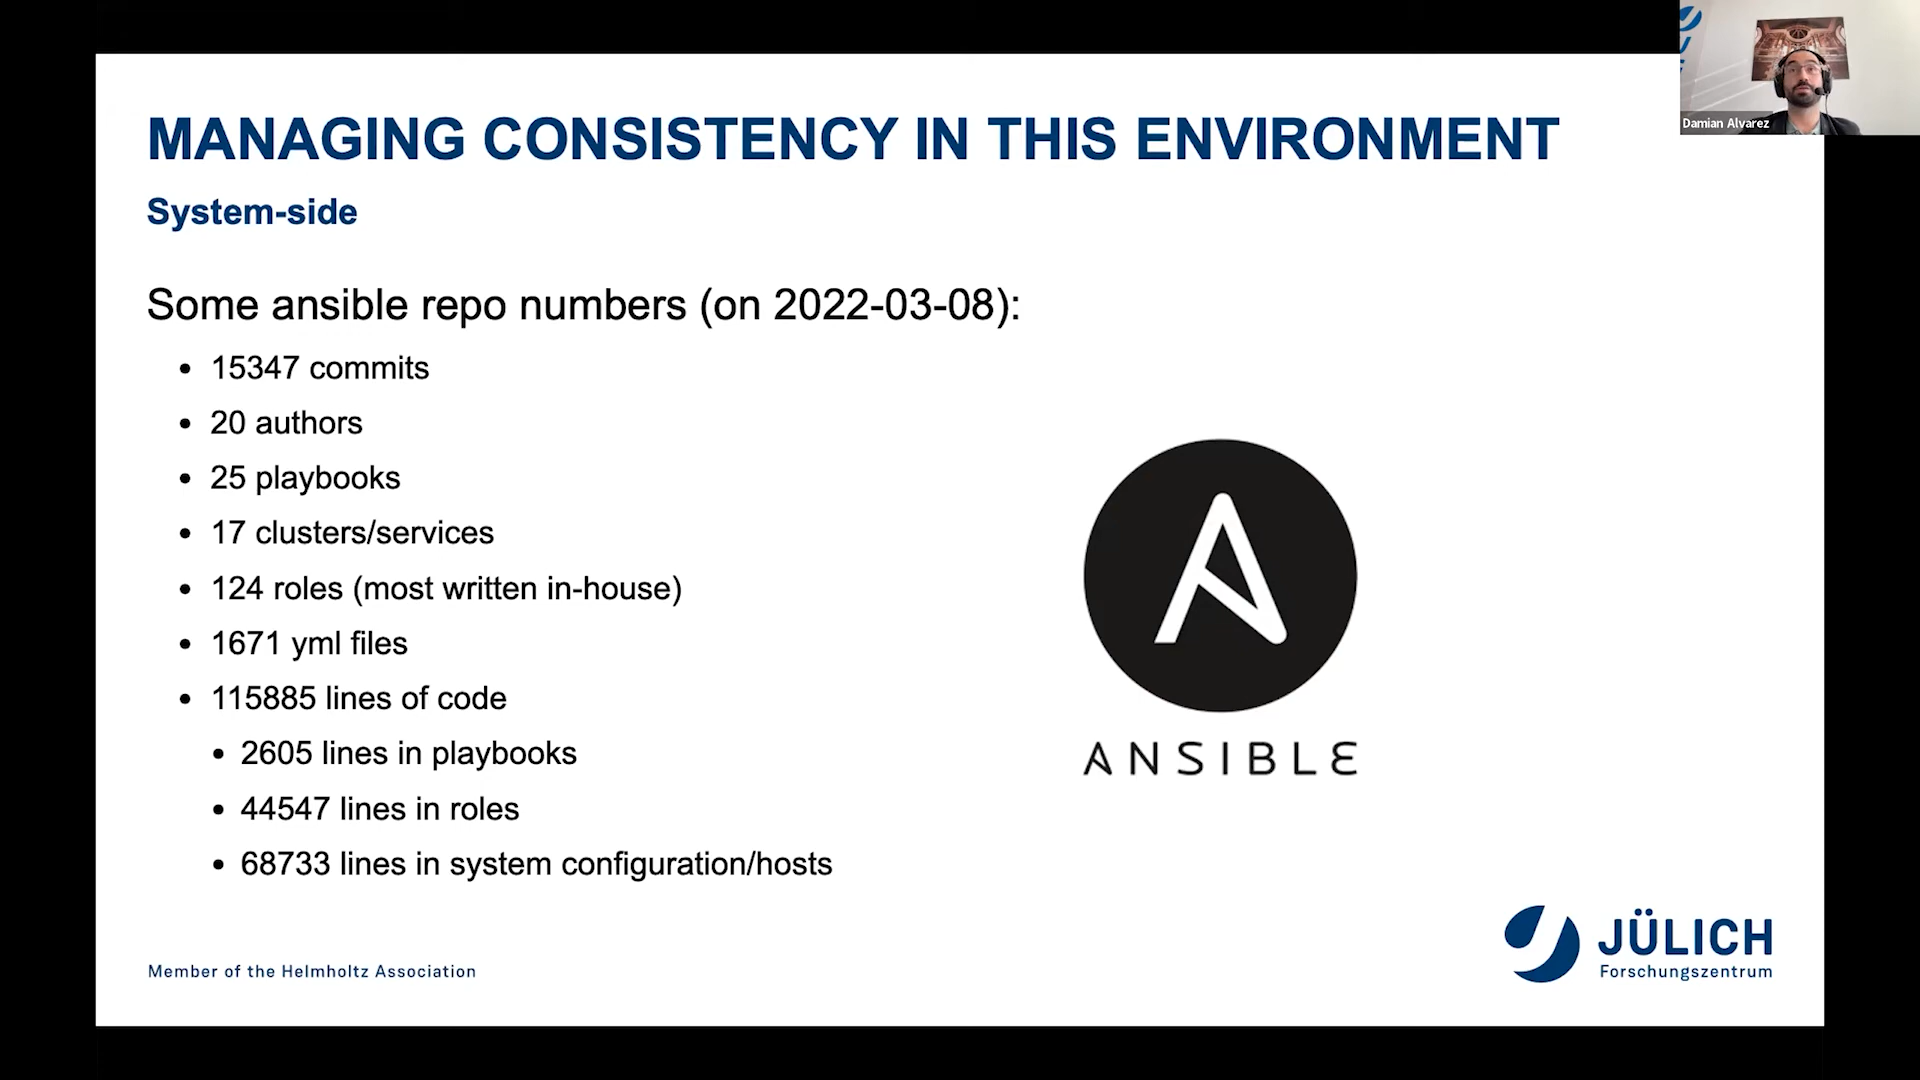 Damian Alvarez
MANAGING CONSISTENCY IN THIS ENVIRONMENT
System-side
Some ansible repo numbers (on 2022-03-08):
• 15347 commits
• 20 authors
• 25 playbooks
• 17 clusters/services
• 124 roles (most written in-house)
• 1671 yml files
• 115885 lines of code
• 2605 lines in playbooks
• 44547 lines in roles
• 68733 lines in system configuration/hosts
ANSIBLE
Member of the Helmholtz Association
JÜLICH
Forschungszentrum